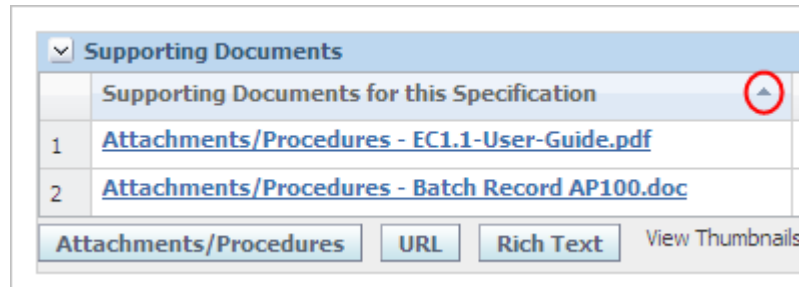 Supporting Documents
Supporting Documents for this Specification
1 Attachments/Procedures - EC1.1-User-Guide.pdf
2 Attachments/Procedures - Batch Record AP100.doc
Attachments/Procedures URL Rich Text View Thumbnails